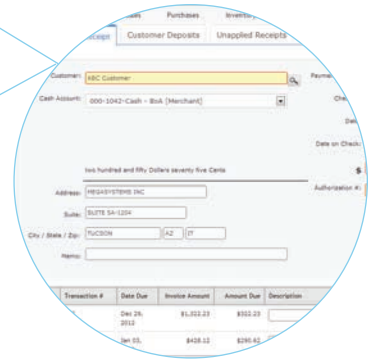 Purchases Inventory
Receipt Customer Deposits Unapplied Receipts
Customer: KBC Customer
Cash Account: 000-1042-Cash - BoA [Merchant]
Date on Check:
two hundred and fifty Dollars seventy five Cents $
Authorization #:
Address: MEGASYSTEMS INC
Suite: SUITE SA-1204
City / State / Zip: TUCSON AZ
Memo:
Transaction # Date Due Invoice Amount Amount Due Description
Dec 29, $1,322.23 $322.23
2012
Jan 03, $428.12 $290.62